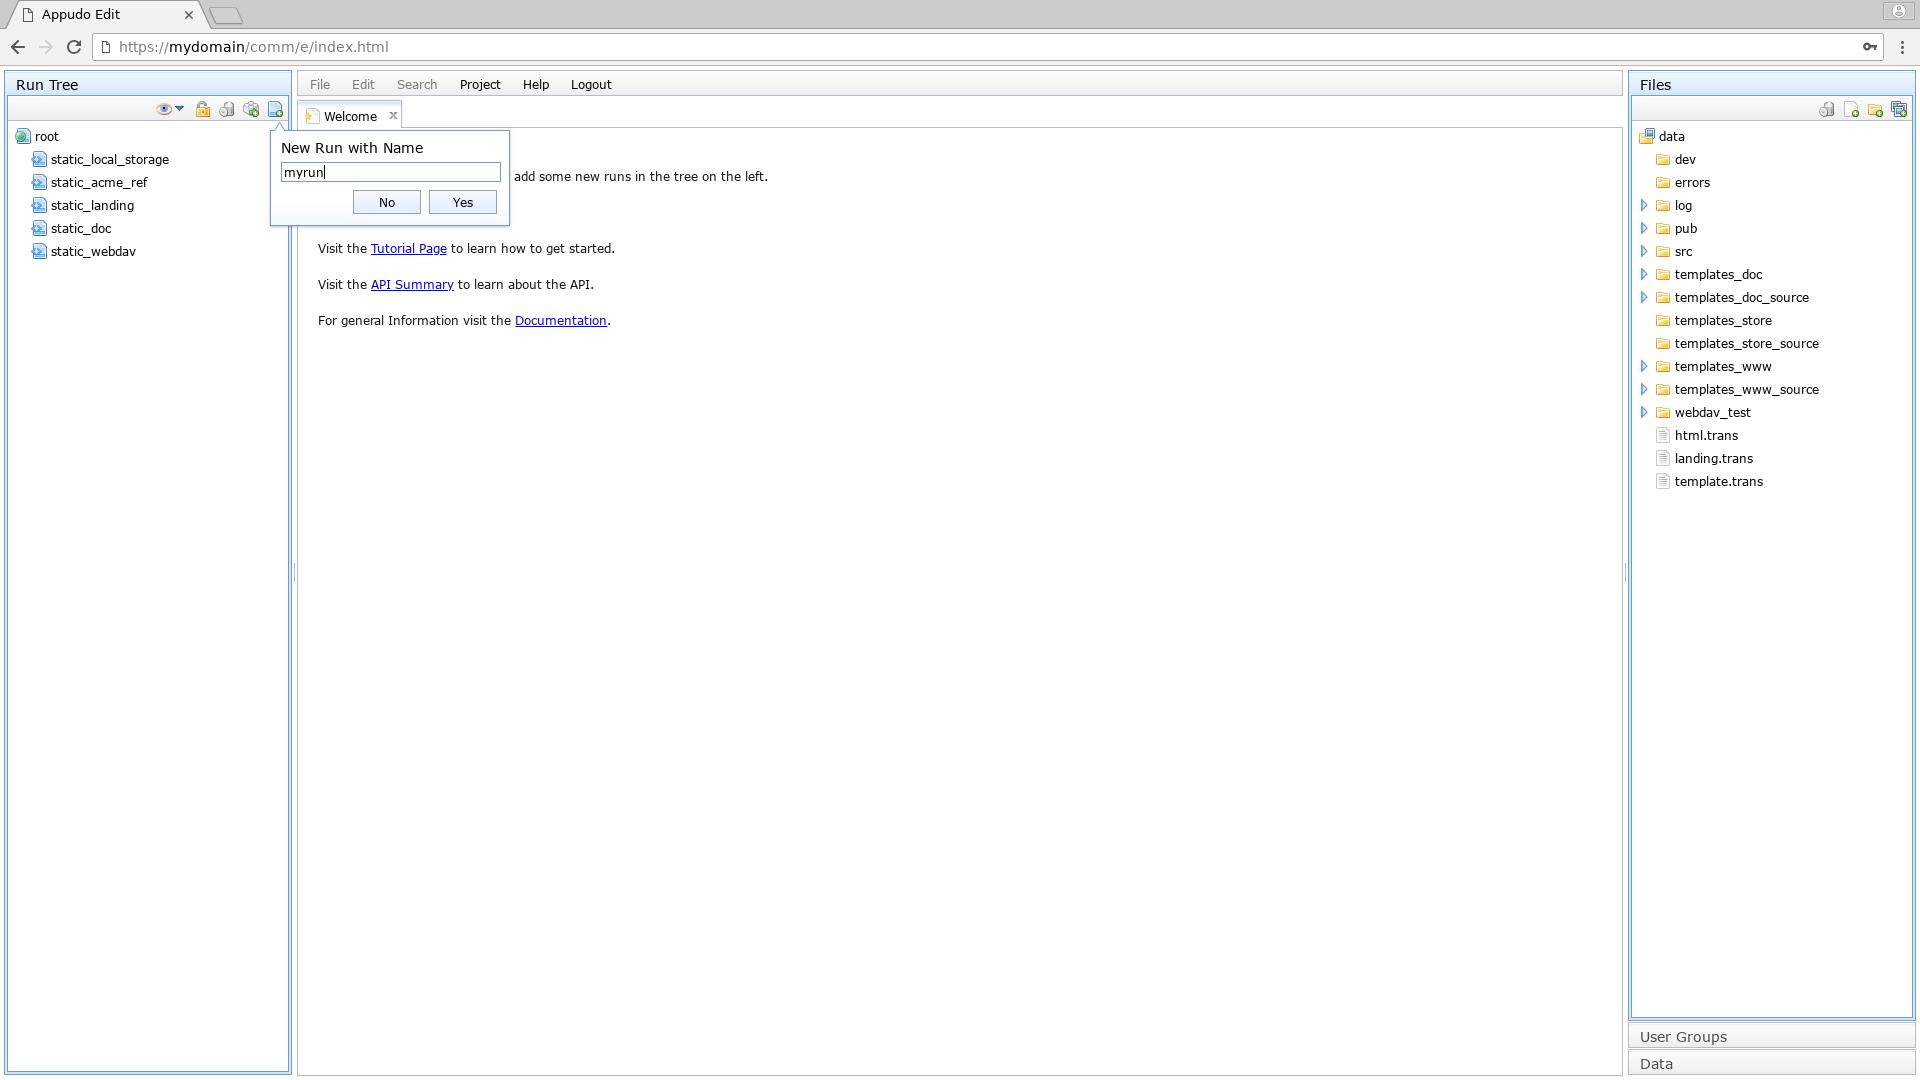 Appudo Edit
https://mydomain/comm/e/index.html
Run Tree
root
static_local_storage
static_acme_ref
static_landing
static_doc
static_webdav
File Edit Search Project Help Logout
Welcome
New Run with Name
myrun
No Yes
add some new runs in the tree on the left.
Visit the Tutorial Page to learn how to get started.
Visit the API Summary to learn about the API.
For general Information visit the Documentation.
Files
data
dev
errors
log
pub
src
templates_doc
templates_doc_source
templates_store
templates_store_source
templates_www
templates_www_source
webdav_test
html.trans
landing.trans
template.trans
User Groups
Data